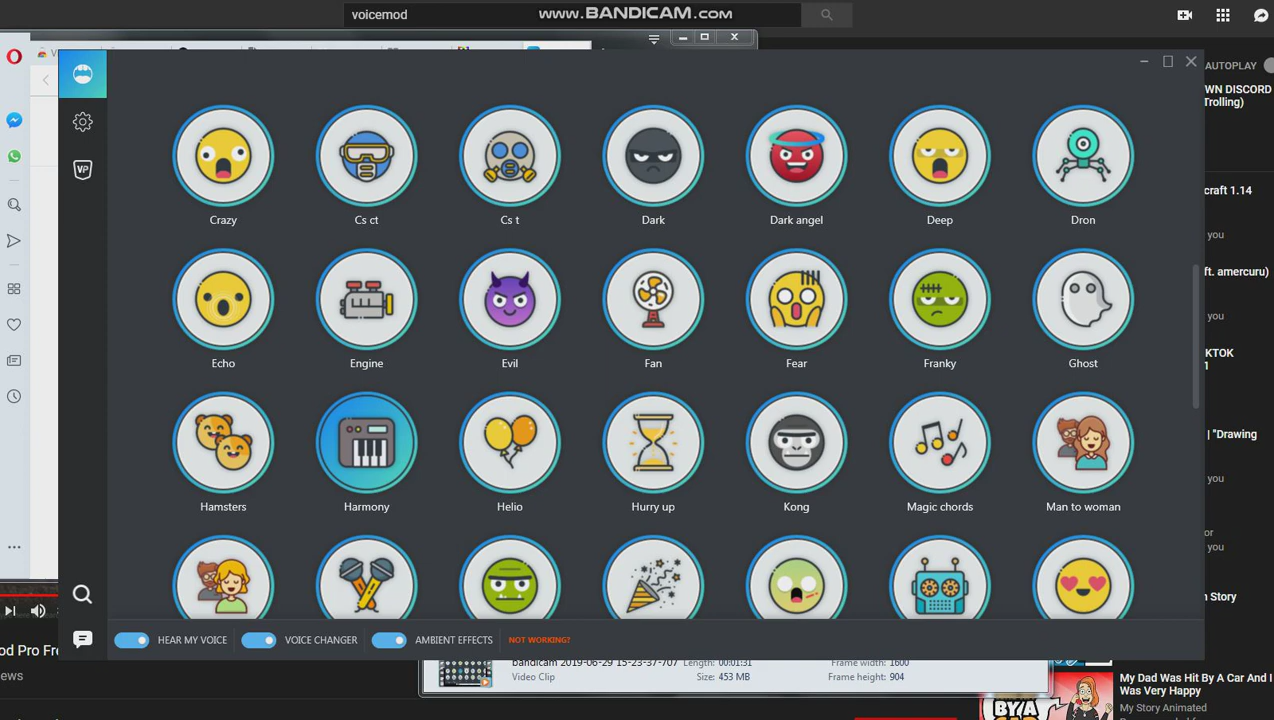 voicemod
www.BANDICAM.com
AUTOPLAY
WN DISCORD
Trolling)
VP
Crazy
Cs ct
Cs t
Dark
Dark angel
Deep
Dron
craft 1.14
you
Echo
Engine
Evil
Fan
Fear
Franky
Ghost
ft. amercuru)
you
KTOK
1
Hamsters
Harmony
Helio
Hurry up
Kong
Magic chords
Man to woman
| "Drawing
you
or
you
n Story
HEAR MY VOICE
VOICE CHANGER
AMBIENT EFFECTS
NOT WORKING?
od Pro Fre
ews
bandicam 2019-06-29 15-23-37-707
Length: 00:01:31
Frame width: 1600
Video Clip
Size: 453 MB
Frame height: 904
My Dad Was Hit By A Car And I
Was Very Happy
My Story Animated
BY A